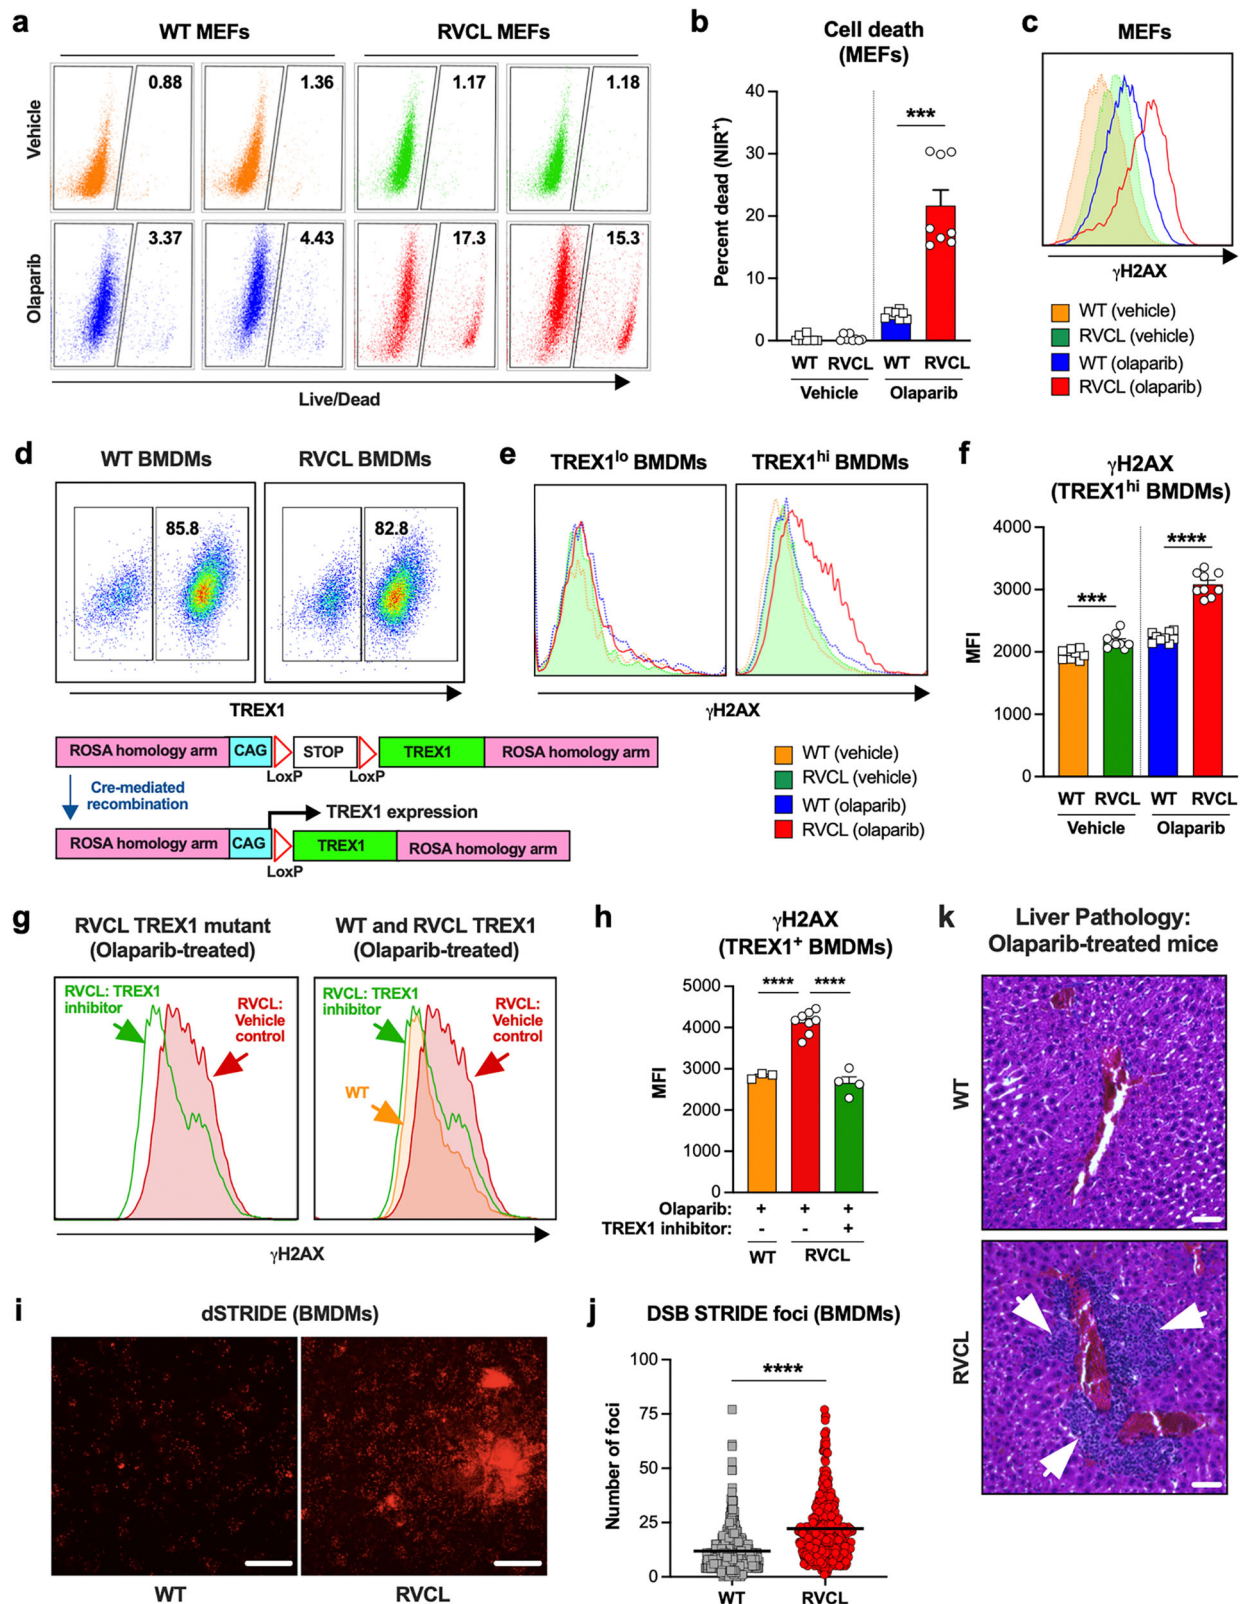 a
WT MEFs
RVCL MEFs
Vehicle
0.88
1.36
1.17
1.18
Olaparib
3.37
4.43
17.3
15.3
Live/Dead
b
Cell death
(MEFs)
Percent dead (NIR⁺)
40
30
20
10
0
***
WT RVCL WT RVCL
Vehicle Olaparib
c
MEFs
γH2AX
WT (vehicle)
RVCL (vehicle)
WT (olaparib)
RVCL (olaparib)
d
WT BMDMs
RVCL BMDMs
85.8
82.8
TREX1
ROSA homology arm CAG STOP TREX1 ROSA homology arm
LoxP LoxP
Cre-mediated
recombination
TREX1 expression
ROSA homology arm CAG TREX1 ROSA homology arm
LoxP
e
TREX1ˡᵒ BMDMs
TREX1ʰⁱ BMDMs
γH2AX
WT (vehicle)
RVCL (vehicle)
WT (olaparib)
RVCL (olaparib)
f
γH2AX
(TREX1ʰⁱ BMDMs)
MFI
4000
3000
2000
1000
0
***
****
WT RVCL WT RVCL
Vehicle Olaparib
g
RVCL TREX1 mutant
(Olaparib-treated)
RVCL: TREX1
inhibitor
RVCL:
Vehicle
control
WT and RVCL TREX1
(Olaparib-treated)
RVCL: TREX1
inhibitor
RVCL:
Vehicle
control
WT
γH2AX
h
γH2AX
(TREX1⁺ BMDMs)
MFI
5000
4000
3000
2000
1000
0
**** ****
Olaparib: + + +
TREX1 inhibitor: - - +
WT RVCL
i
dSTRIDE (BMDMs)
WT
RVCL
j
DSB STRIDE foci (BMDMs)
Number of foci
100
75
50
25
0
****
WT RVCL
k
Liver Pathology:
Olaparib-treated mice
WT
RVCL